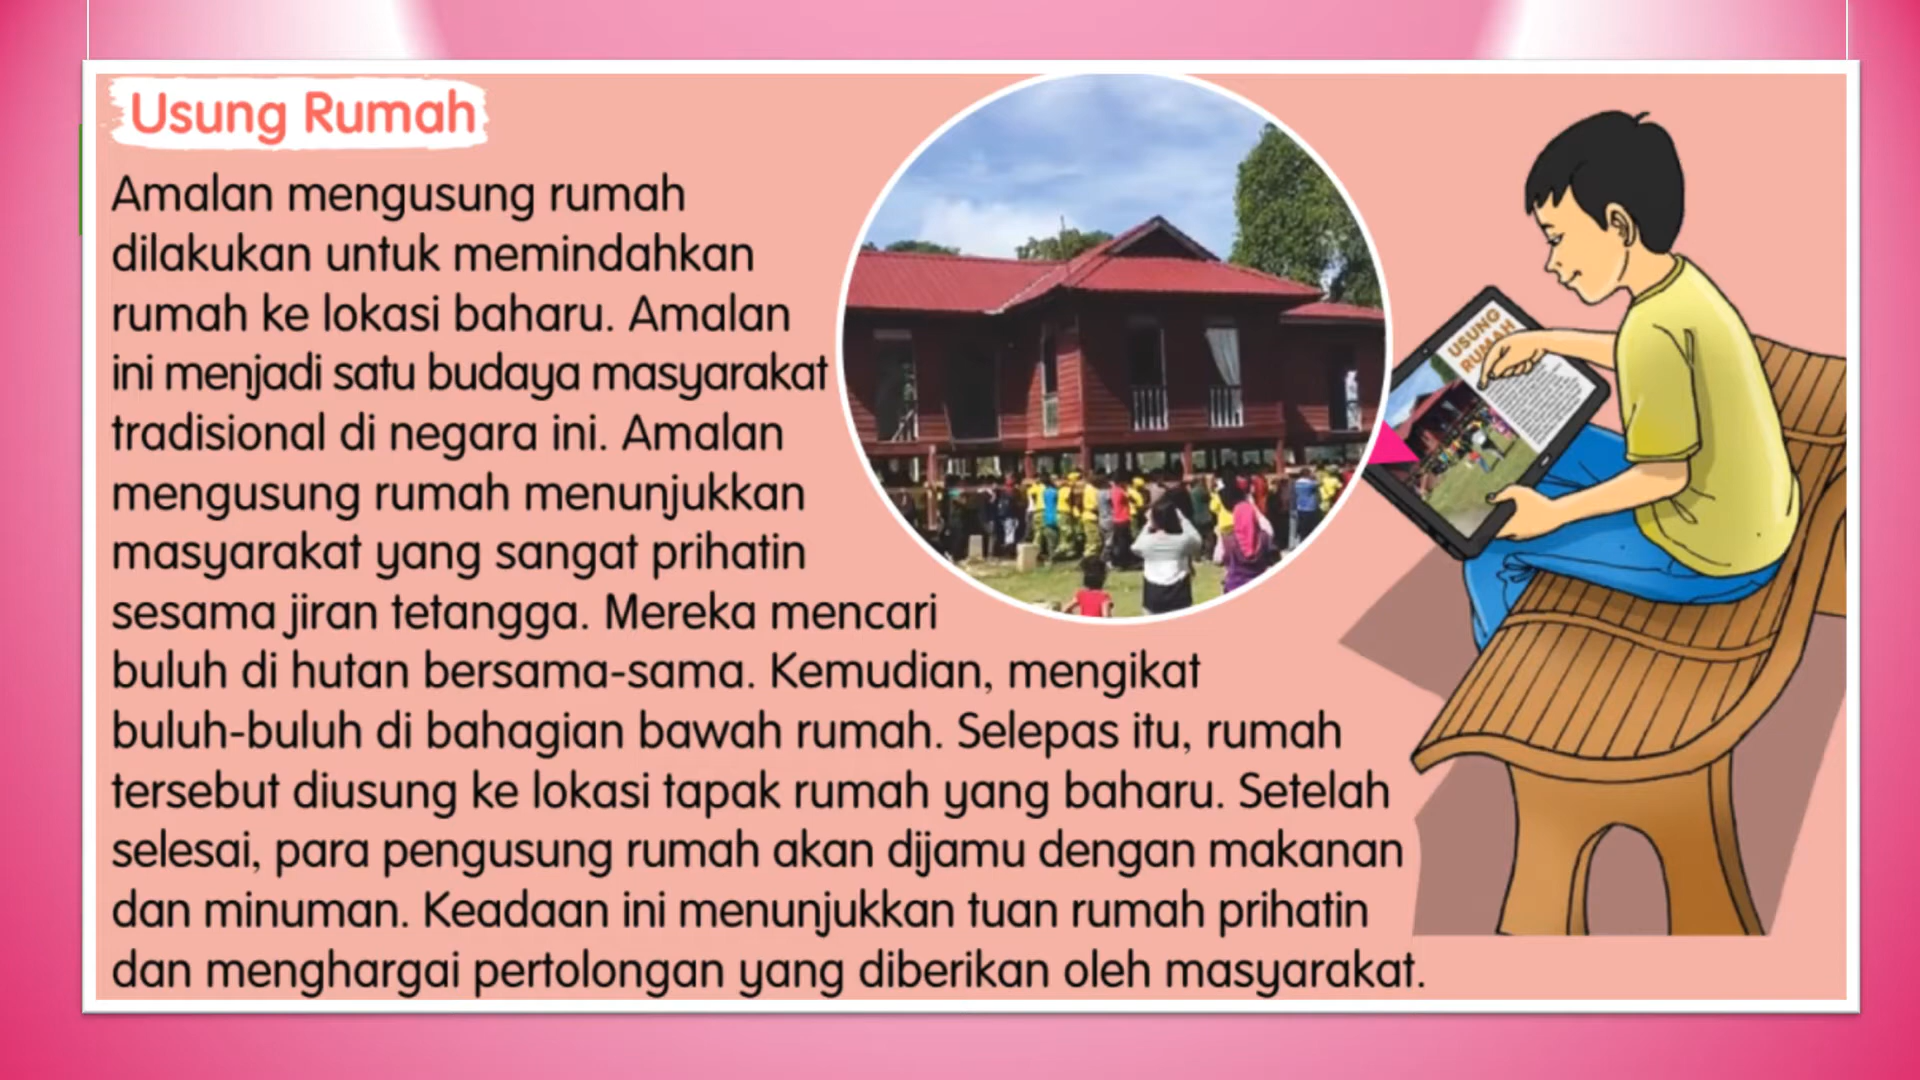 Usung Rumah
Amalan mengusung rumah
dilakukan untuk memindahkan
rumah ke lokasi baharu. Amalan
ini menjadi satu budaya masyarakat
tradisional di negara ini. Amalan
mengusung rumah menunjukkan
masyarakat yang sangat prihatin
sesama jiran tetangga. Mereka mencari
buluh di hutan bersama-sama. Kemudian, mengikat
buluh-buluh di bahagian bawah rumah. Selepas itu, rumah
tersebut diusung ke lokasi tapak rumah yang baharu. Setelah
selesai, para pengusung rumah akan dijamu dengan makanan
dan minuman. Keadaan ini menunjukkan tuan rumah prihatin
dan menghargai pertolongan yang diberikan oleh masyarakat.
USUNG
RUMAH